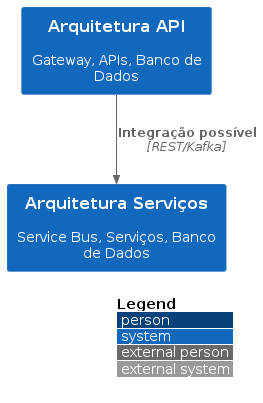 Arquitetura API
Gateway, APIs, Banco de
Dados
Integração possível
[REST/Kafka]
Arquitetura Serviços
Service Bus, Serviços, Banco
de Dados
Legend
person
system
external person
external system